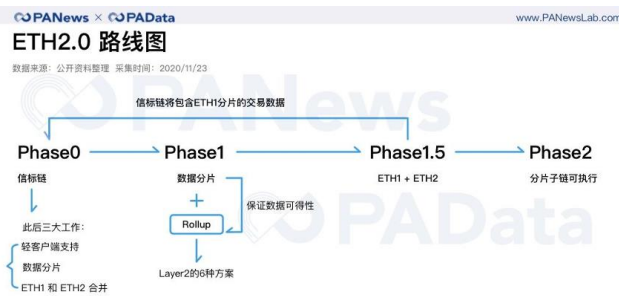 PANews × PAData
www.PANewsLab.com
ETH2.0 路线图
数据来源：公开资料整理 采集时间：2020/11/23
信标链将包含ETH1分片的交易数据
Phase0 Phase1 Phase1.5 Phase2
信标链 数据分片 ETH1 + ETH2 分片子链可执行
+
保证数据可得性
Rollup
此后三大工作：
轻客户端支持
数据分片
ETH1 和 ETH2 合并
Layer2的6种方案
PANews
PAData